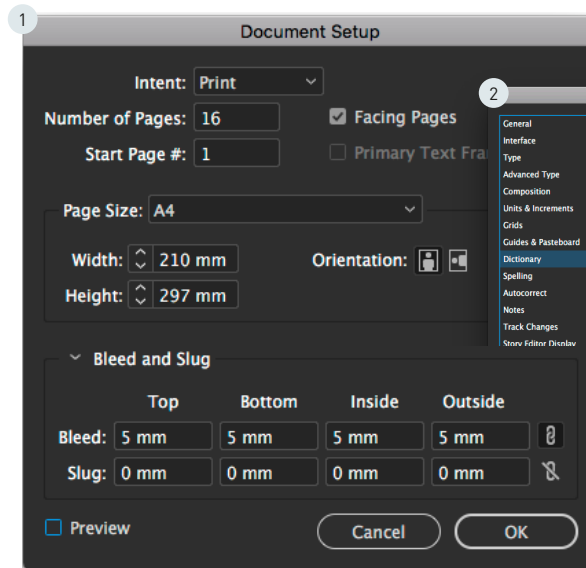 1
Document Setup
Intent: Print
Number of Pages: 16
Facing Pages
Start Page #: 1
Primary Text Fra
Page Size: A4
Width: 210 mm
Orientation:
Height: 297 mm
Bleed and Slug
Top Bottom Inside Outside
Bleed: 5 mm 5 mm 5 mm 5 mm
Slug: 0 mm 0 mm 0 mm 0 mm
Preview
Cancel OK
2
General
Interface
Type
Advanced Type
Composition
Units & Increments
Grids
Guides & Pasteboard
Dictionary
Spelling
Autocorrect
Notes
Track Changes
Story Editor Display